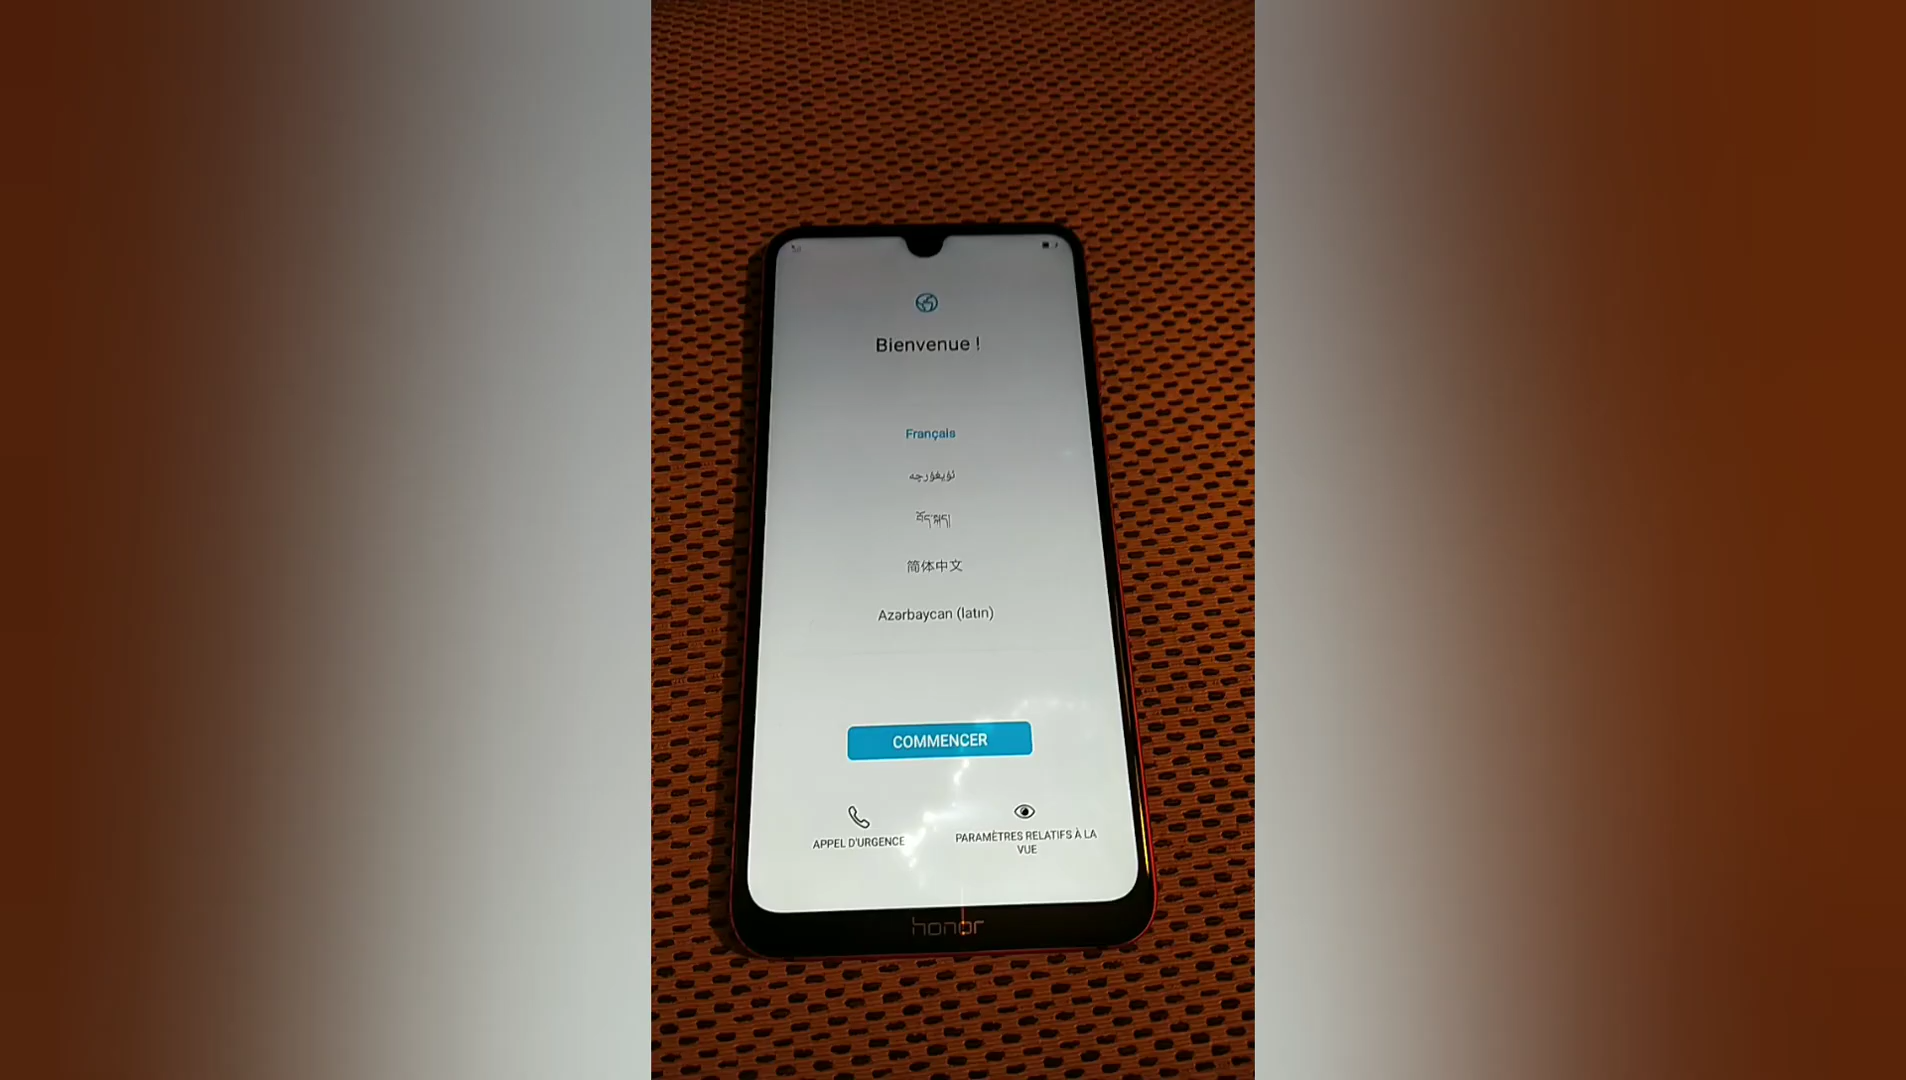 Bienvenue !
Français
ئۇيغۇرچە
བོད་སྐད།
简体中文
Azərbaycan (latın)
COMMENCER
APPEL D'URGENCE
PARAMÈTRES RELATIFS À LA
VUE
honor